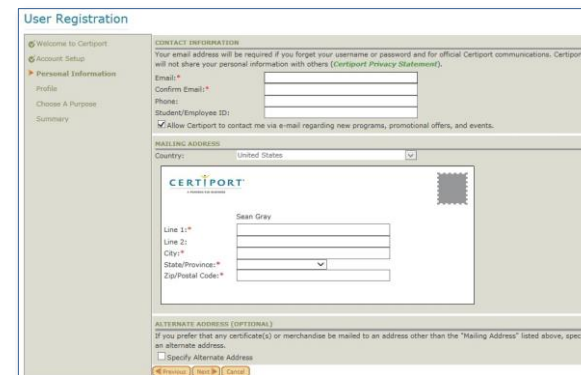 User Registration
Welcome to Certiport
Account Setup
Personal Information
Profile
Choose A Purpose
Summary
CONTACT INFORMATION
Your email address will be required if you forget your username or password and for official Certiport communications. Certiport
will not share your personal information with others (Certiport Privacy Statement).
Email:*
Confirm Email:*
Phone:
Student/Employee ID:
Allow Certiport to contact me via e-mail regarding new programs, promotional offers, and events.
MAILING ADDRESS
Country: United States
CERTIPORT
Sean Gray
Line 1:*
Line 2:
City:*
State/Province:*
Zip/Postal Code:*
ALTERNATE ADDRESS (OPTIONAL)
If you prefer that any certificate(s) or merchandise be mailed to an address other than the "Mailing Address" listed above, spec
an alternate address.
Specify Alternate Address
Previous Next Cancel